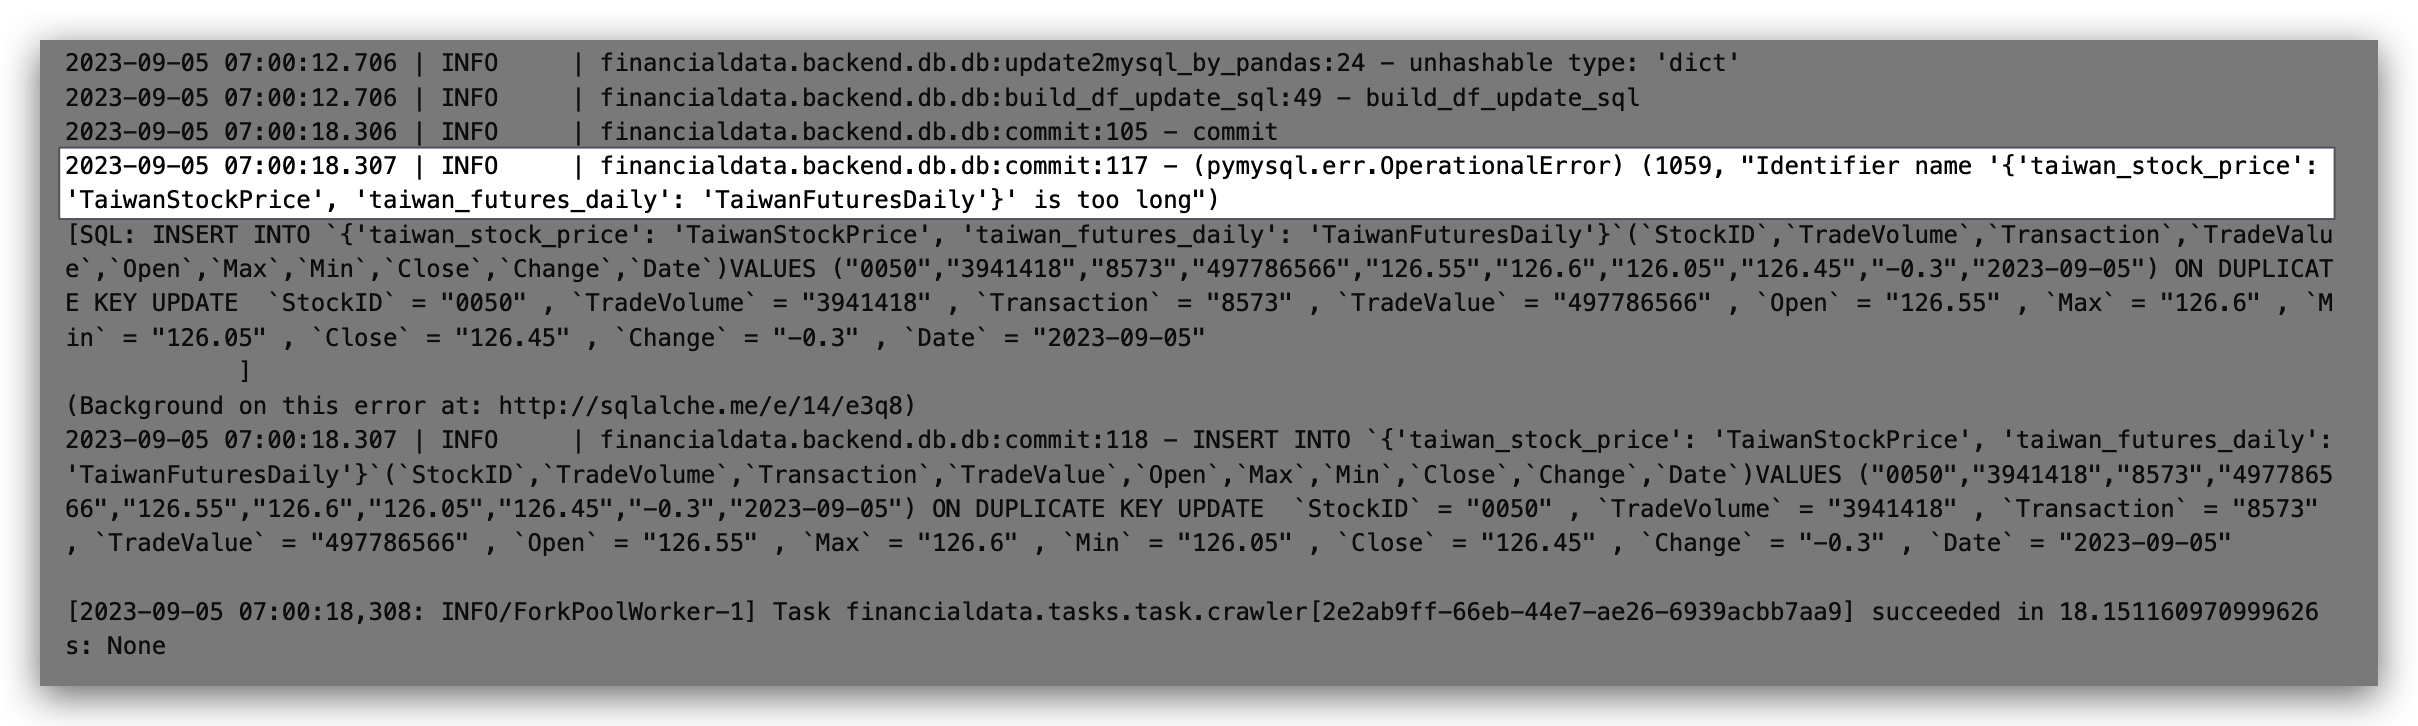 2023-09-05 07:00:12.706 | INFO     | financialdata.backend.db.db:update2mysql_by_pandas:24 - unhashable type: 'dict'
2023-09-05 07:00:12.706 | INFO     | financialdata.backend.db.db:build_df_update_sql:49 - build_df_update_sql
2023-09-05 07:00:18.306 | INFO     | financialdata.backend.db.db:commit:105 - commit
2023-09-05 07:00:18.307 | INFO     | financialdata.backend.db.db:commit:117 - (pymysql.err.OperationalError) (1059, "Identifier name '{'taiwan_stock_price':
'TaiwanStockPrice', 'taiwan_futures_daily': 'TaiwanFuturesDaily'}' is too long")
[SQL: INSERT INTO `{'taiwan_stock_price': 'TaiwanStockPrice', 'taiwan_futures_daily': 'TaiwanFuturesDaily'}`(`StockID`,`TradeVolume`,`Transaction`,`TradeValu
e`,`Open`,`Max`,`Min`,`Close`,`Change`,`Date`)VALUES ("0050","3941418","8573","497786566","126.55","126.6","126.05","126.45","-0.3","2023-09-05") ON DUPLICAT
E KEY UPDATE  `StockID` = "0050" , `TradeVolume` = "3941418" , `Transaction` = "8573" , `TradeValue` = "497786566" , `Open` = "126.55" , `Max` = "126.6" , `M
in` = "126.05" , `Close` = "126.45" , `Change` = "-0.3" , `Date` = "2023-09-05"
            ]
(Background on this error at: http://sqlalche.me/e/14/e3q8)
2023-09-05 07:00:18.307 | INFO     | financialdata.backend.db.db:commit:118 - INSERT INTO `{'taiwan_stock_price': 'TaiwanStockPrice', 'taiwan_futures_daily':
'TaiwanFuturesDaily'}`(`StockID`,`TradeVolume`,`Transaction`,`TradeValue`,`Open`,`Max`,`Min`,`Close`,`Change`,`Date`)VALUES ("0050","3941418","8573","4977865
66","126.55","126.6","126.05","126.45","-0.3","2023-09-05") ON DUPLICATE KEY UPDATE  `StockID` = "0050" , `TradeVolume` = "3941418" , `Transaction` = "8573"
, `TradeValue` = "497786566" , `Open` = "126.55" , `Max` = "126.6" , `Min` = "126.05" , `Close` = "126.45" , `Change` = "-0.3" , `Date` = "2023-09-05"
[2023-09-05 07:00:18,308: INFO/ForkPoolWorker-1] Task financialdata.tasks.task.crawler[2e2ab9ff-66eb-44e7-ae26-6939acbb7aa9] succeeded in 18.151160970999626
s: None